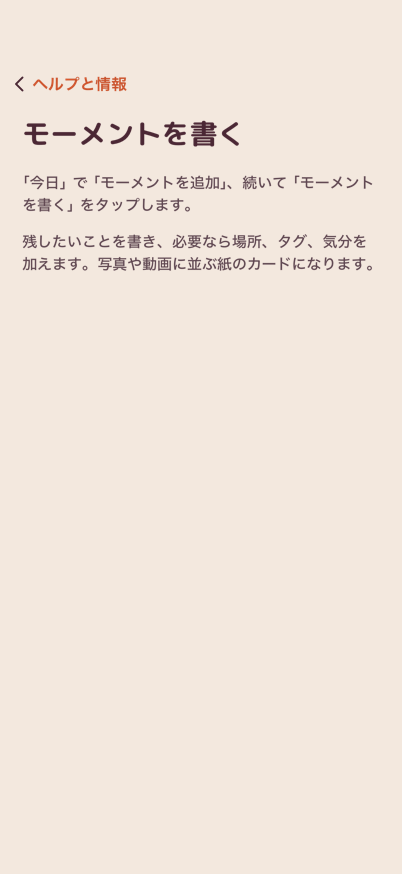 ヘルプと情報
モーメントを書く
「今日」で「モーメントを追加」、続いて「モーメント
を書く」をタップします。
残したいことを書き、必要なら場所、タグ、気分を
加えます。写真や動画に並ぶ紙のカードになります。